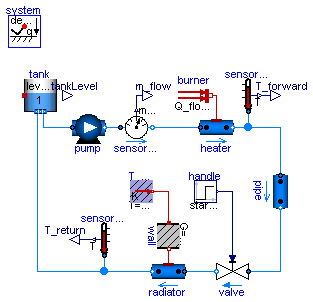 system
de...
g
tank
lev...
tankLevel
1
m_flow
m...
burner
Q_flo...
sensor...
T_forward
T
pump
sensor...
heater
pipe
handle
T...
T=...
star...
sensor...
T_return
T
G=...
wall
radiator
valve